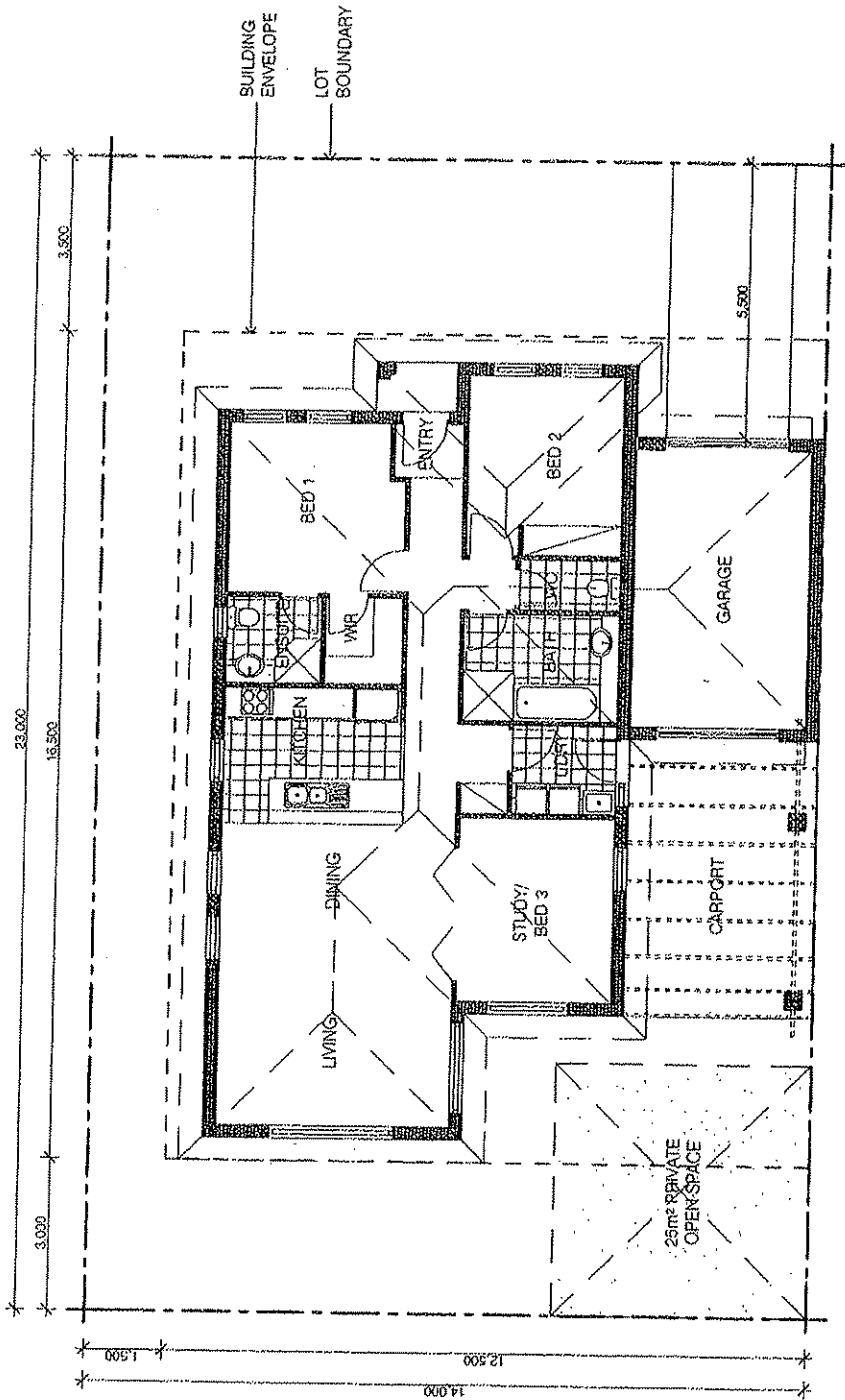 23,000
3,000
16,500
3,500
1,500
12,500
14,000
BUILDING
ENVELOPE
LOT
BOUNDARY
BED 1
ENTRY
BED 2
ENSUITE
WIR
KITCHEN
WC
BATH
L'DRY
LIVING
DINING
STUDY/
BED 3
GARAGE
CARPORT
5,500
25m² PRIVATE
OPEN SPACE